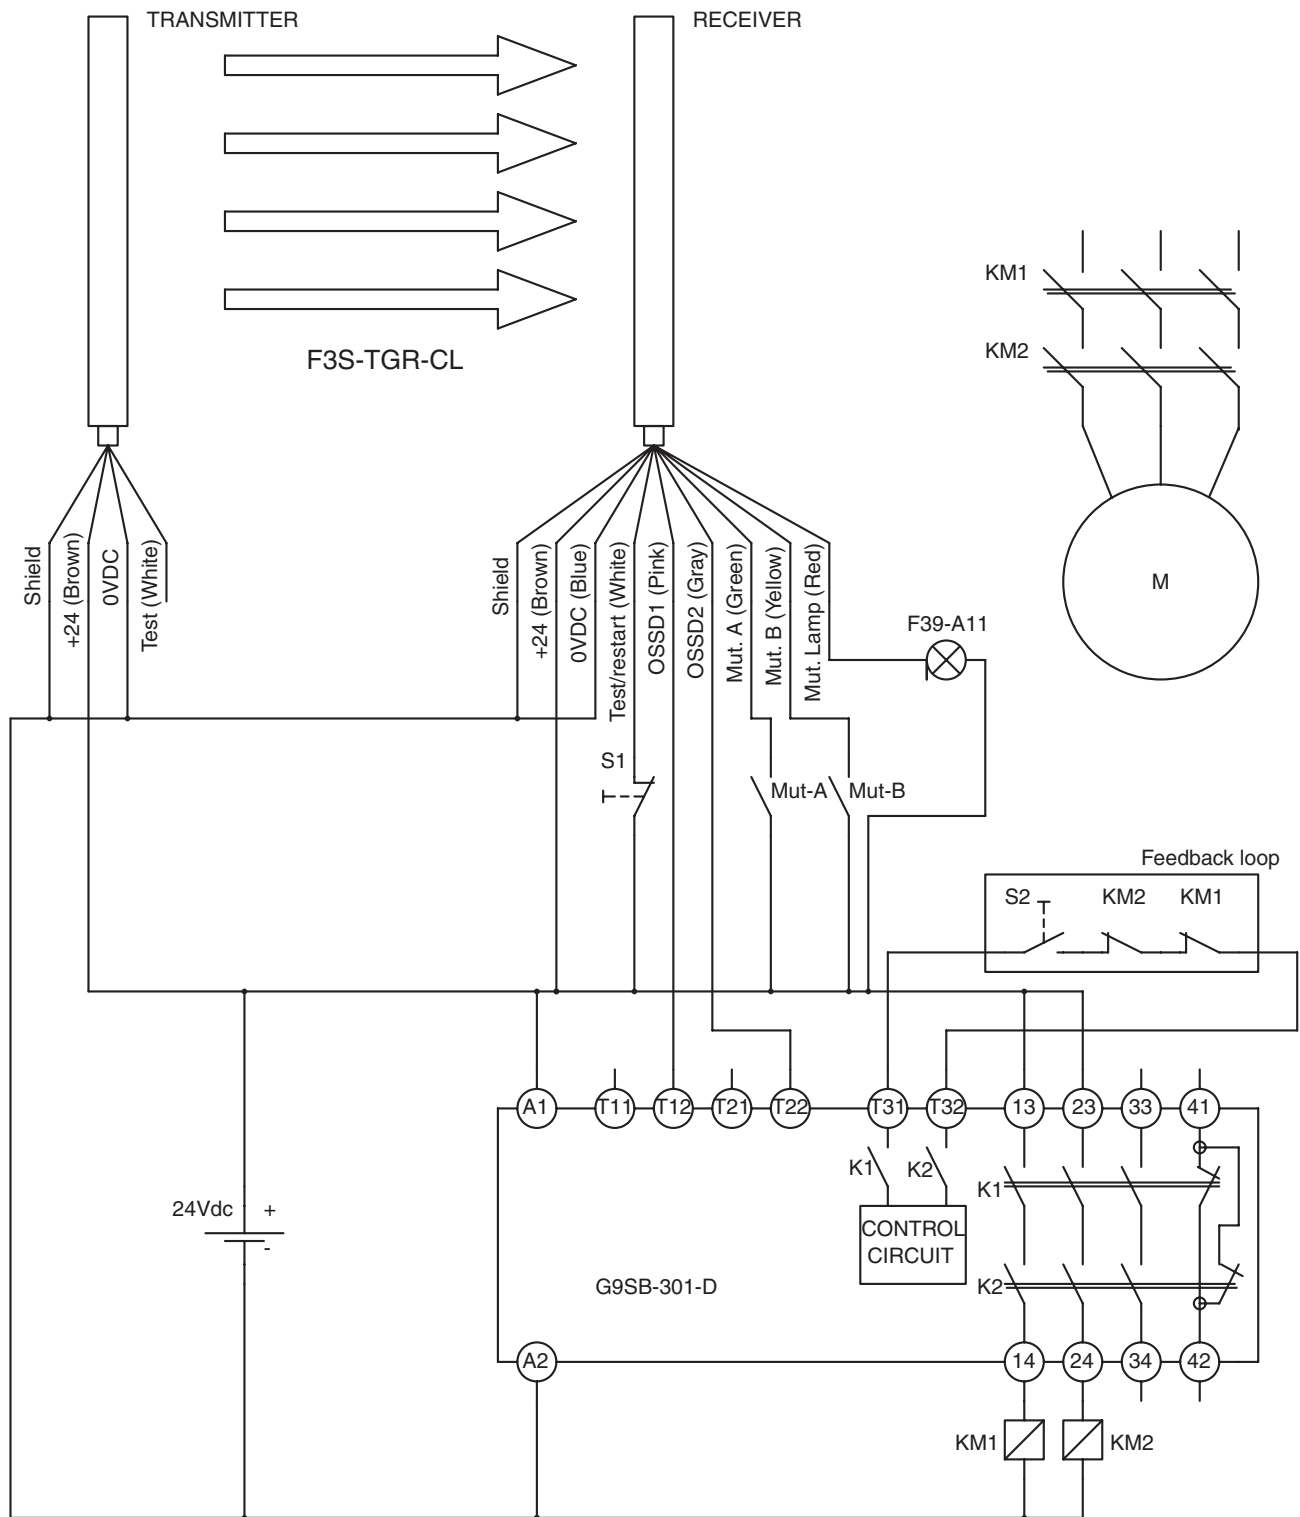 TRANSMITTER
RECEIVER
F3S-TGR-CL
KM1
KM2
M
Shield
+24 (Brown)
0VDC
Test (White)
Shield
+24 (Brown)
0VDC (Blue)
Test/restart (White)
OSSD1 (Pink)
OSSD2 (Gray)
Mut. A (Green)
Mut. B (Yellow)
Mut. Lamp (Red)
F39-A11
S1
Mut-A
Mut-B
Feedback loop
S2
KM2
KM1
A1
T11
T12
T21
T22
T31
T32
13
23
33
41
K1
K2
K1
CONTROL
CIRCUIT
24Vdc
+
-
G9SB-301-D
K2
A2
14
24
34
42
KM1
KM2